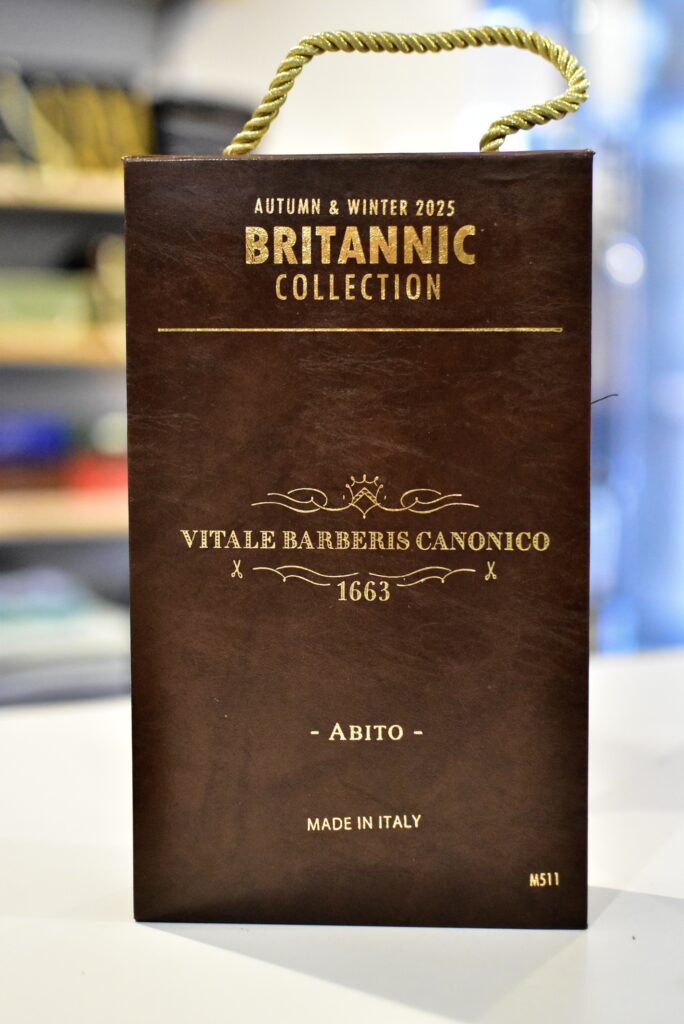 AUTUMN & WINTER 2025
BRITANNIC
COLLECTION
VITALE BARBERIS CANONICO
1663
- ABITO -
MADE IN ITALY
M511